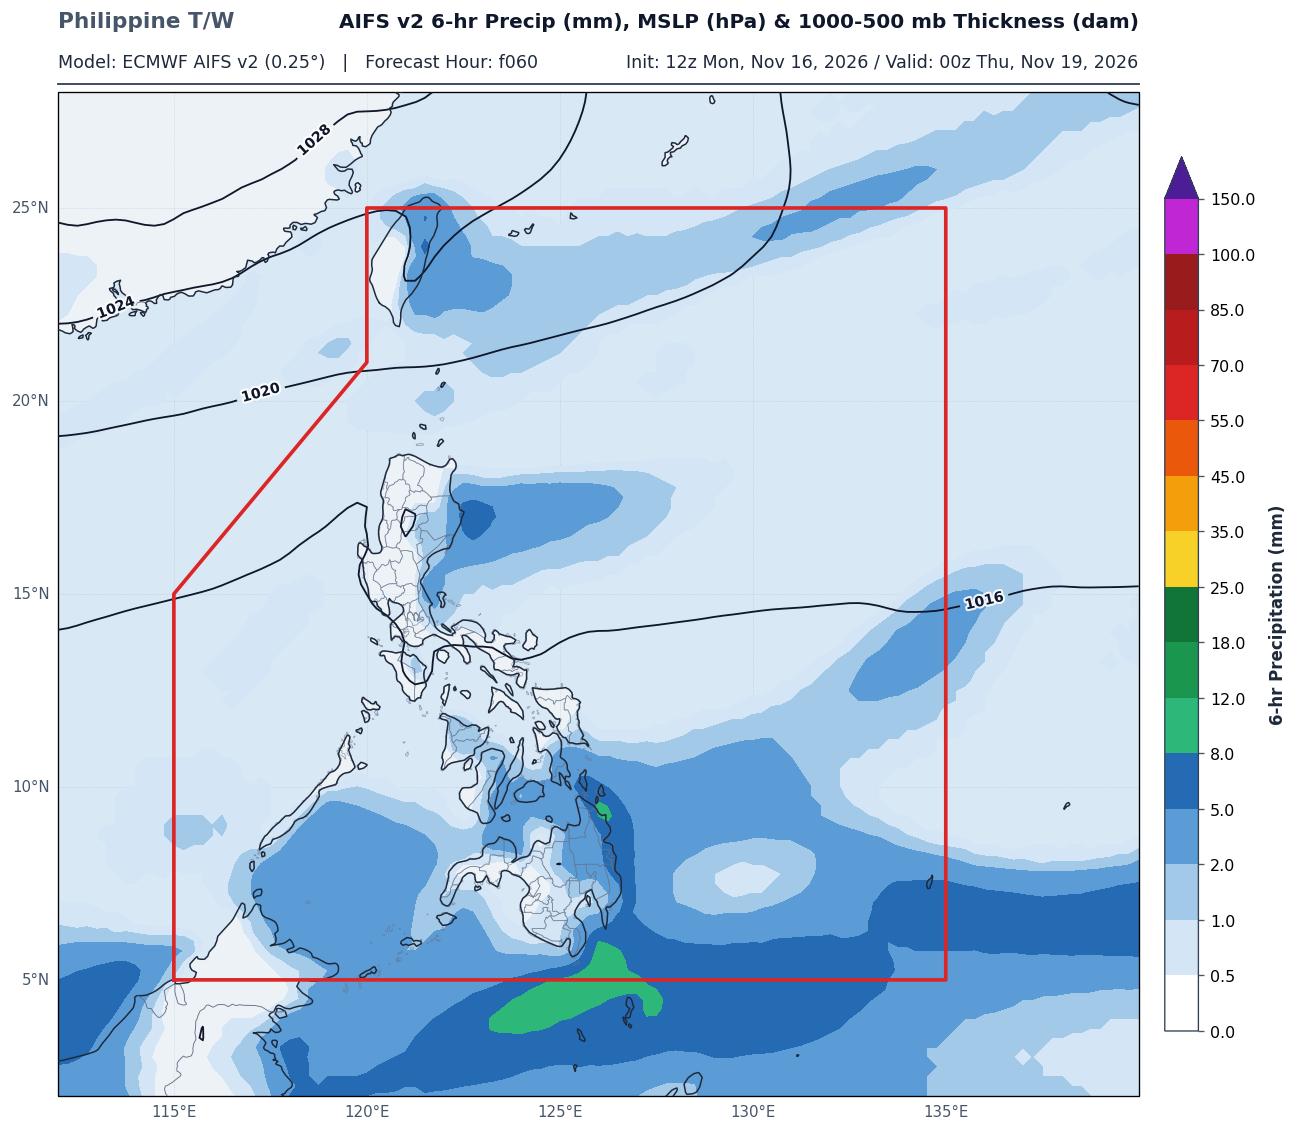 Philippine T/W
AIFS v2 6-hr Precip (mm), MSLP (hPa) & 1000-500 mb Thickness (dam)
Model: ECMWF AIFS v2 (0.25°) | Forecast Hour: f060
Init: 12z Mon, Nov 16, 2026 / Valid: 00z Thu, Nov 19, 2026
1028
1024
1020
1016
25°N
20°N
15°N
10°N
5°N
115°E
120°E
125°E
130°E
135°E
150.0
100.0
85.0
70.0
55.0
45.0
35.0
25.0
18.0
12.0
8.0
5.0
2.0
1.0
0.5
0.0
6-hr Precipitation (mm)